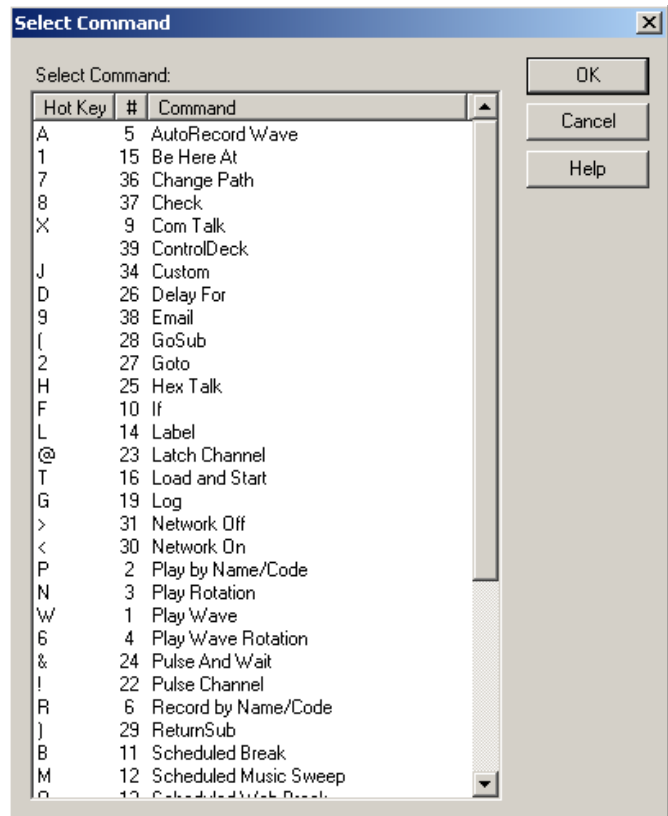 Select Command
Select Command:
OK
Cancel
Help
Hot Key # Command
A 5 AutoRecord Wave
1 15 Be Here At
7 36 Change Path
8 37 Check
X 9 Com Talk
39 ControlDeck
J 34 Custom
D 26 Delay For
9 38 Email
( 28 GoSub
2 27 Goto
H 25 Hex Talk
F 10 If
L 14 Label
@ 23 Latch Channel
T 16 Load and Start
G 19 Log
> 31 Network Off
< 30 Network On
P 2 Play by Name/Code
N 3 Play Rotation
W 1 Play Wave
6 4 Play Wave Rotation
& 24 Pulse And Wait
! 22 Pulse Channel
R 6 Record by Name/Code
) 29 ReturnSub
B 11 Scheduled Break
M 12 Scheduled Music Sweep
13 Scheduled Web Break